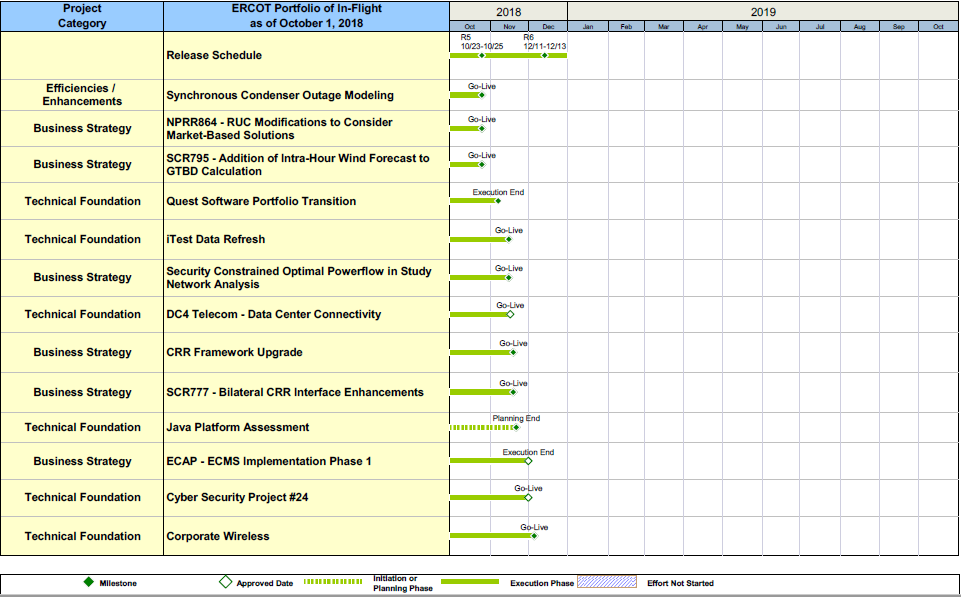 Project
Category
ERCOT Portfolio of In-Flight
as of October 1, 2018
2018
2019
Oct Nov Dec Jan Feb Mar Apr May Jun Jul Aug Sep Oct
R5
10/23-10/25
R6
12/11-12/13
Release Schedule
Efficiencies /
Enhancements
Synchronous Condenser Outage Modeling
Go-Live
Business Strategy
NPRR864 - RUC Modifications to Consider
Market-Based Solutions
Go-Live
Business Strategy
SCR795 - Addition of Intra-Hour Wind Forecast to
GTBD Calculation
Go-Live
Technical Foundation
Quest Software Portfolio Transition
Execution End
Technical Foundation
iTest Data Refresh
Go-Live
Business Strategy
Security Constrained Optimal Powerflow in Study
Network Analysis
Go-Live
Technical Foundation
DC4 Telecom - Data Center Connectivity
Go-Live
Business Strategy
CRR Framework Upgrade
Go-Live
Business Strategy
SCR777 - Bilateral CRR Interface Enhancements
Go-Live
Technical Foundation
Java Platform Assessment
Planning End
Business Strategy
ECAP - ECMS Implementation Phase 1
Execution End
Technical Foundation
Cyber Security Project #24
Go-Live
Technical Foundation
Corporate Wireless
Go-Live
Milestone
Approved Date
Initiation or
Planning Phase
Execution Phase
Effort Not Started